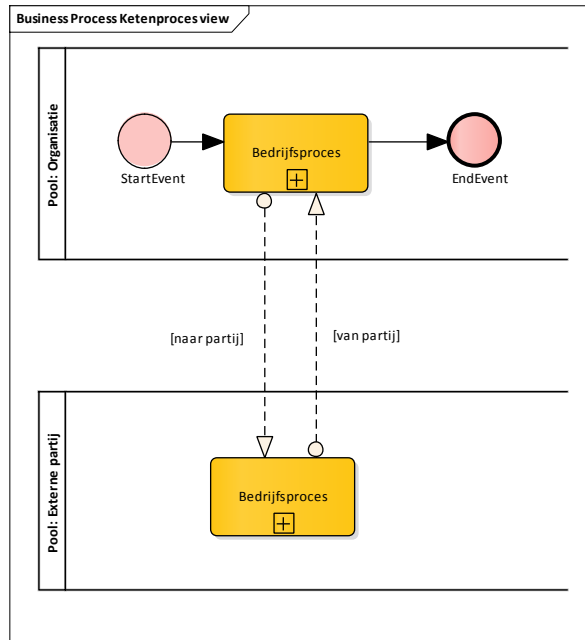 Business Process Ketenproces view
Pool: Organisatie
StartEvent
Bedrijfsproces
EndEvent
[naar partij]
[van partij]
Pool: Externe partij
Bedrijfsproces